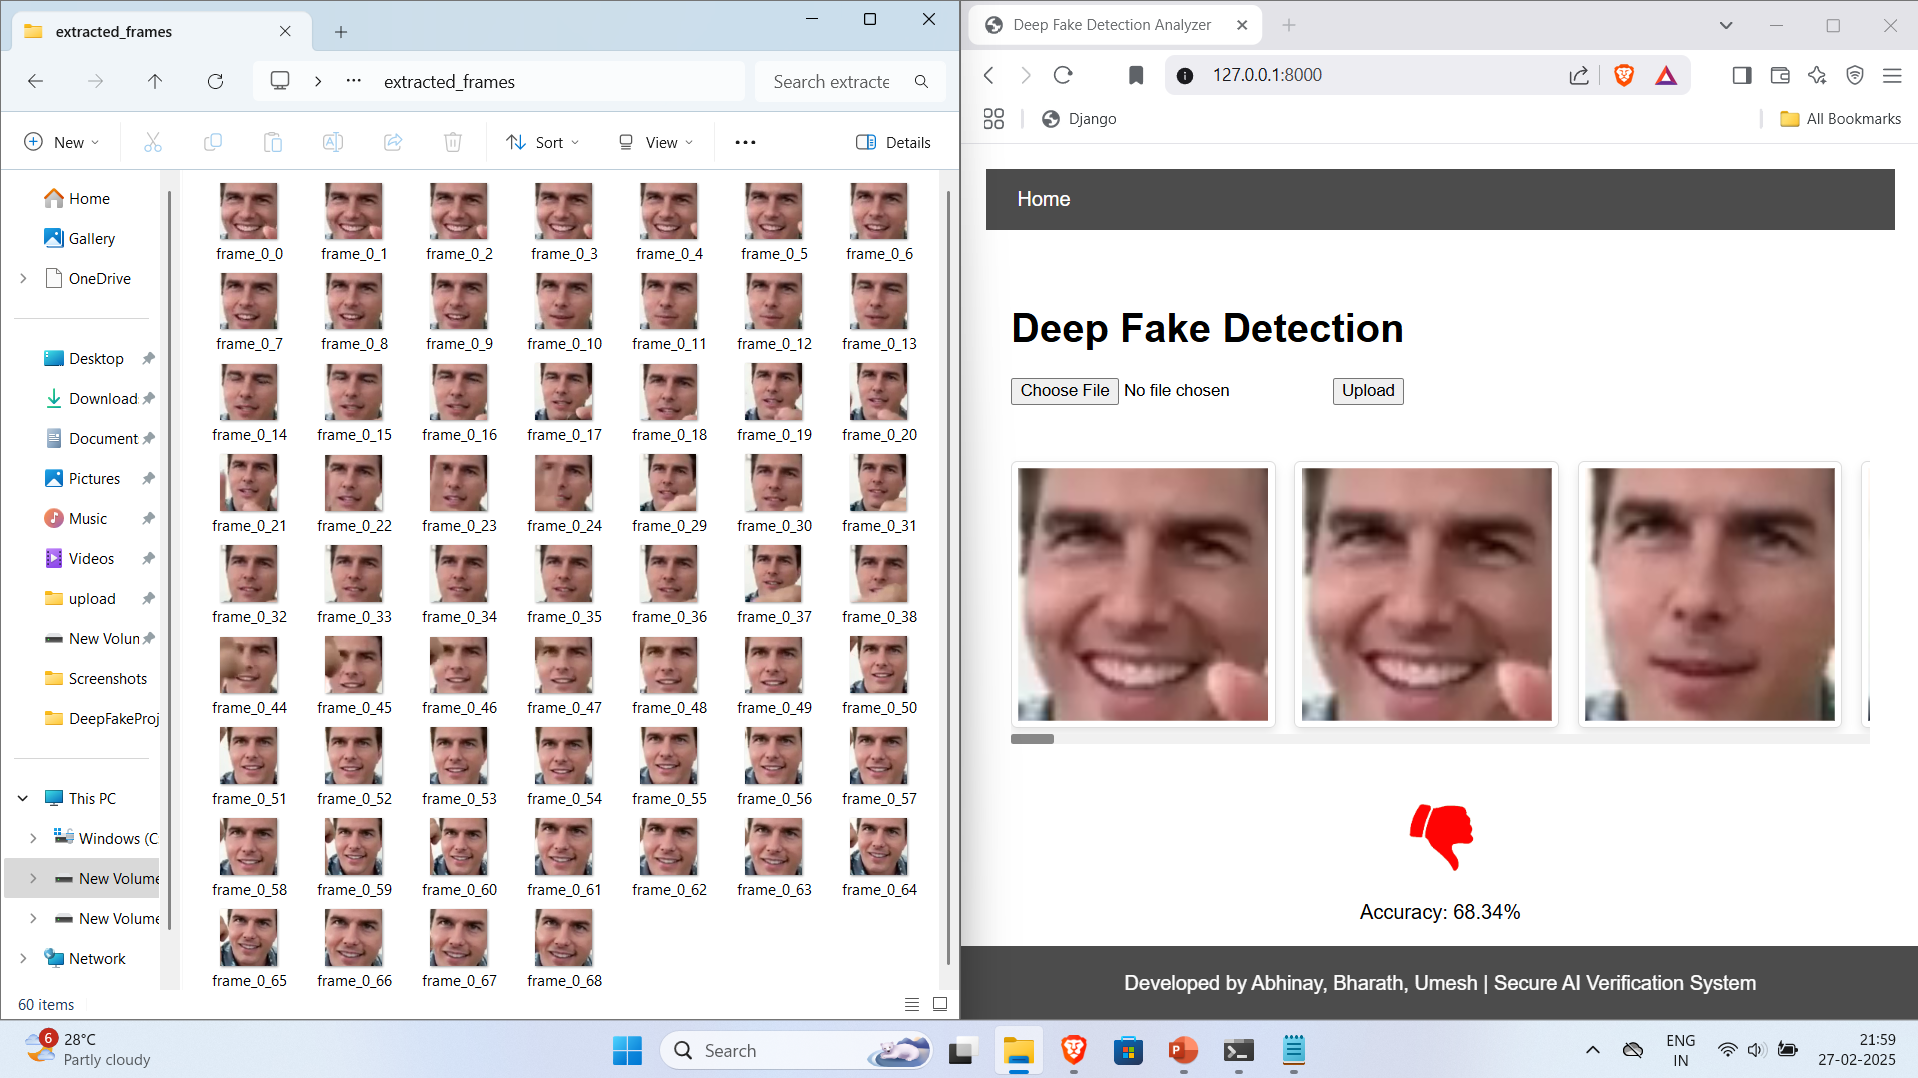 extracted_frames
extracted_frames
Search extracte
New
Sort
View
Details
Home
Gallery
OneDrive
Desktop
Download
Document
Pictures
Music
Videos
upload
New Volun
Screenshots
DeepFakeProj
This PC
Windows (C:
New Volume
New Volume
Network
frame_0_0 frame_0_1 frame_0_2 frame_0_3 frame_0_4 frame_0_5 frame_0_6
frame_0_7 frame_0_8 frame_0_9 frame_0_10 frame_0_11 frame_0_12 frame_0_13
frame_0_14 frame_0_15 frame_0_16 frame_0_17 frame_0_18 frame_0_19 frame_0_20
frame_0_21 frame_0_22 frame_0_23 frame_0_24 frame_0_29 frame_0_30 frame_0_31
frame_0_32 frame_0_33 frame_0_34 frame_0_35 frame_0_36 frame_0_37 frame_0_38
frame_0_44 frame_0_45 frame_0_46 frame_0_47 frame_0_48 frame_0_49 frame_0_50
frame_0_51 frame_0_52 frame_0_53 frame_0_54 frame_0_55 frame_0_56 frame_0_57
frame_0_58 frame_0_59 frame_0_60 frame_0_61 frame_0_62 frame_0_63 frame_0_64
frame_0_65 frame_0_66 frame_0_67 frame_0_68
60 items
Deep Fake Detection Analyzer
127.0.0.1:8000
Django
All Bookmarks
Home
Deep Fake Detection
Choose File No file chosen Upload
Accuracy: 68.34%
Developed by Abhinay, Bharath, Umesh | Secure AI Verification System
6
28°C
Partly cloudy
Search
P
ENG
IN
21:59
27-02-2025